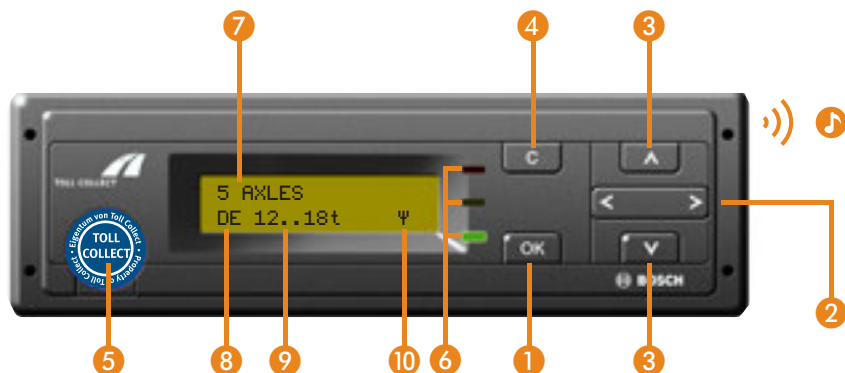 7
4
3
TOLL COLLECT
C
5 AXLES
DE 12..18t
OK
BOSCH
Eigentum von Toll Collect • Property of Toll Collect •
TOLL
COLLECT
5
8
9
10
6
1
3
2